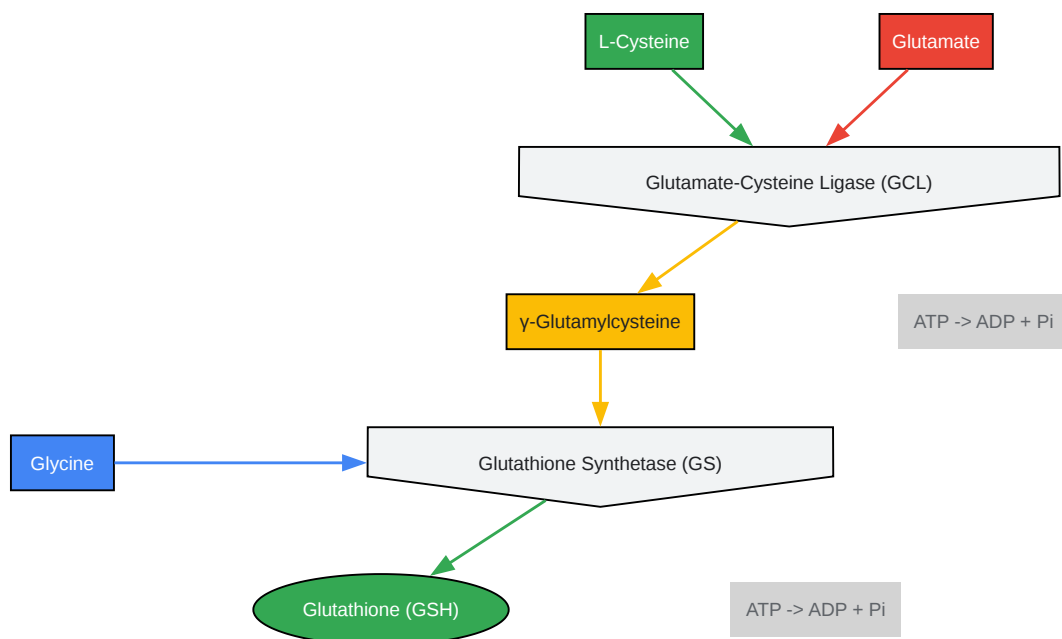 L-Cysteine
Glutamate
Glutamate-Cysteine Ligase (GCL)
γ-Glutamylcysteine
ATP -> ADP + Pi
Glycine
Glutathione Synthetase (GS)
Glutathione (GSH)
ATP -> ADP + Pi